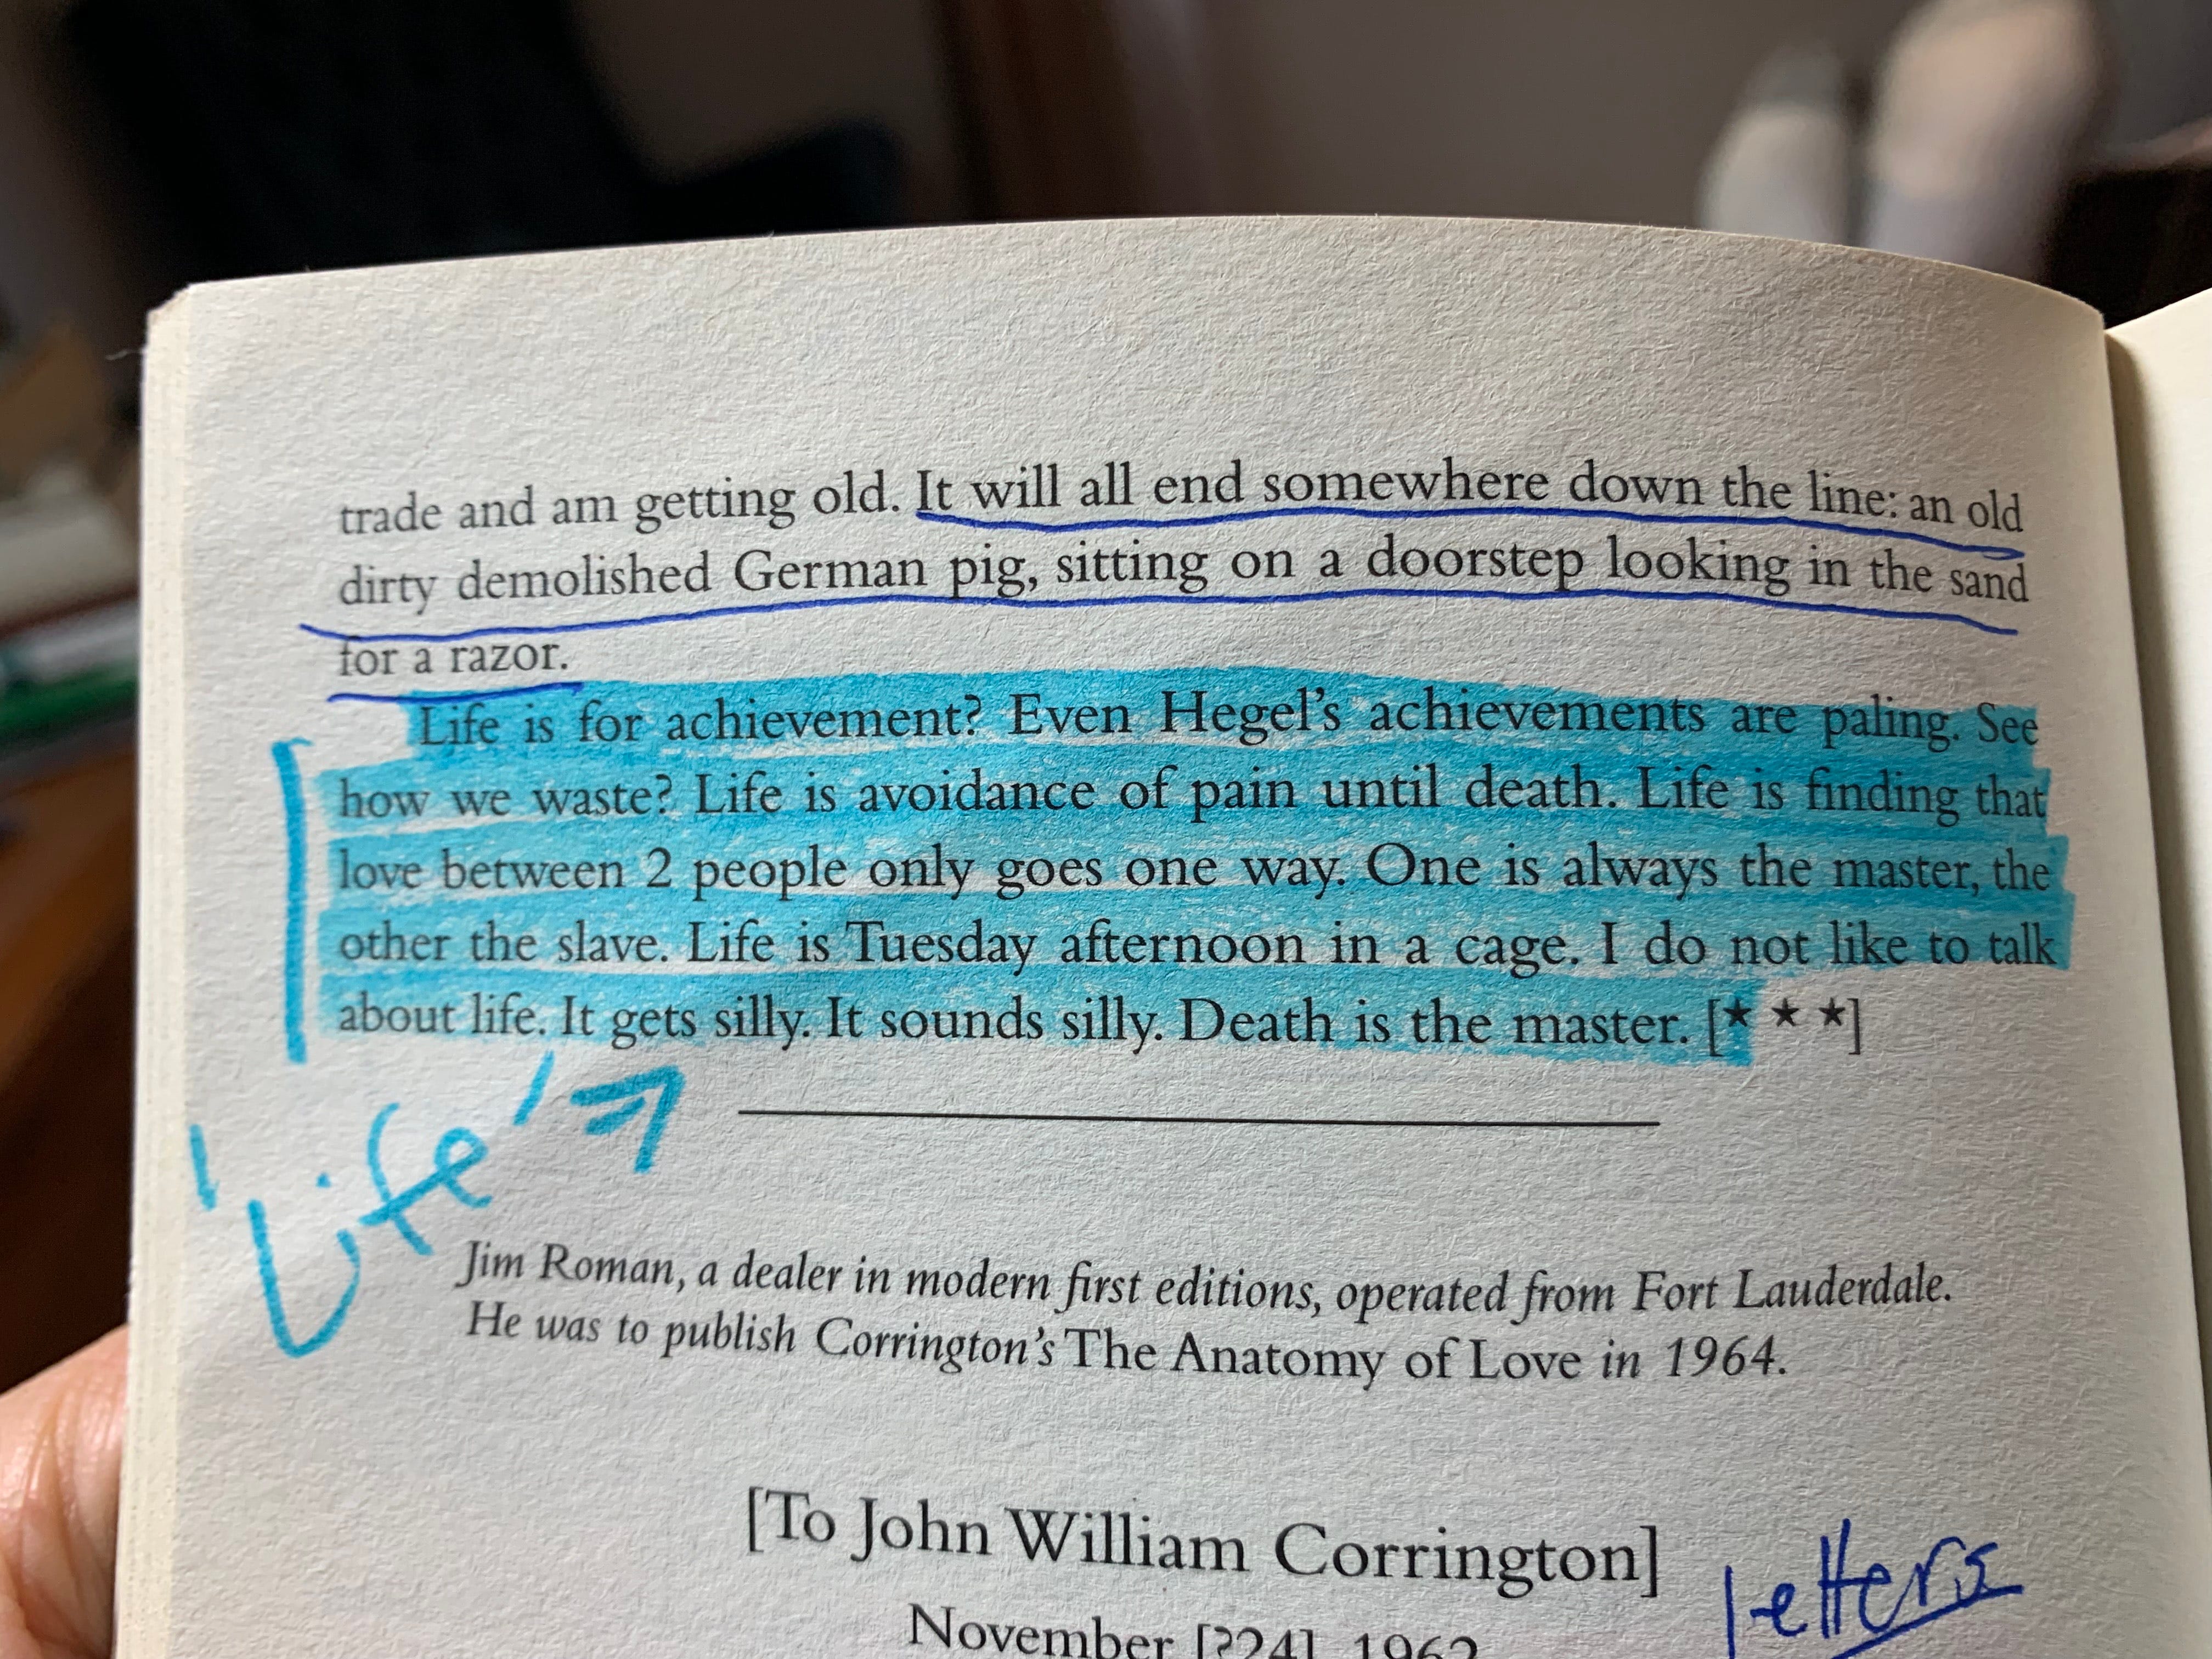 trade and am getting old. It will all end somewhere down the line: an old
dirty demolished German pig, sitting on a doorstep looking in the sand
for a razor.
Life is for achievement? Even Hegel's achievements are paling. See
how we waste? Life is avoidance of pain until death. Life is finding that
love between 2 people only goes one way. One is always the master, the
other the slave. Life is Tuesday afternoon in a cage. I do not like to talk
about life. It gets silly. It sounds silly. Death is the master. [* * *]
'Life' ⇒
Jim Roman, a dealer in modern first editions, operated from Fort Lauderdale.
He was to publish Corrington's The Anatomy of Love in 1964.
[To John William Corrington]
letters
November [?24], 1962